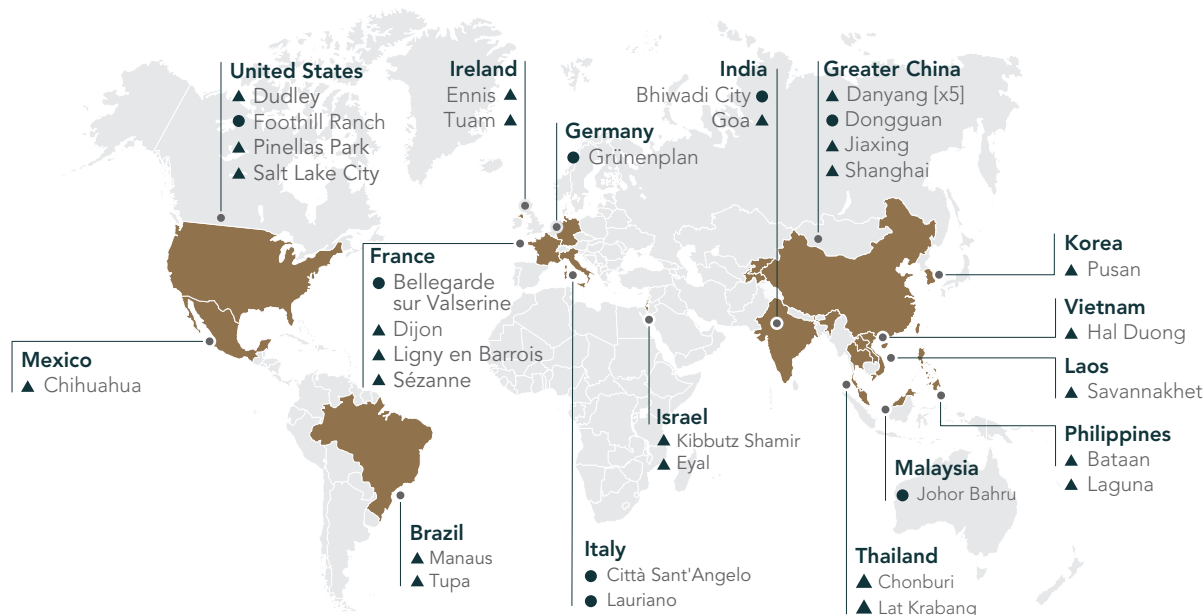 United States
Dudley
Foothill Ranch
Pinellas Park
Salt Lake City
Ireland
Ennis
Tuam
Germany
Grünenplan
India
Bhiwadi City
Goa
Greater China
Danyang [x5]
Dongguan
Jiaxing
Shanghai
France
Bellegarde
sur Valserine
Dijon
Ligny en Barrois
Sézanne
Korea
Pusan
Vietnam
Hal Duong
Laos
Savannakhet
Philippines
Bataan
Laguna
Mexico
Chihuahua
Israel
Kibbutz Shamir
Eyal
Malaysia
Johor Bahru
Brazil
Manaus
Tupa
Italy
Città Sant'Angelo
Lauriano
Thailand
Chonburi
Lat Krabang